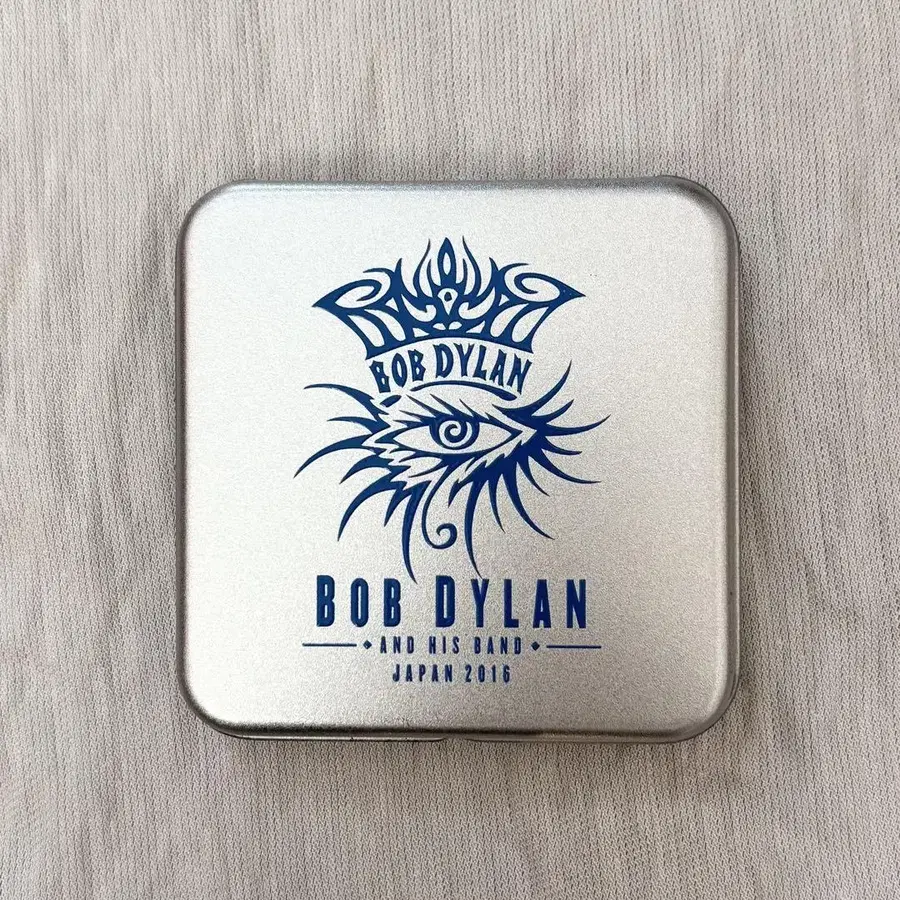 BOB DYLAN
BOB DYLAN
AND HIS BAND
JAPAN 2016